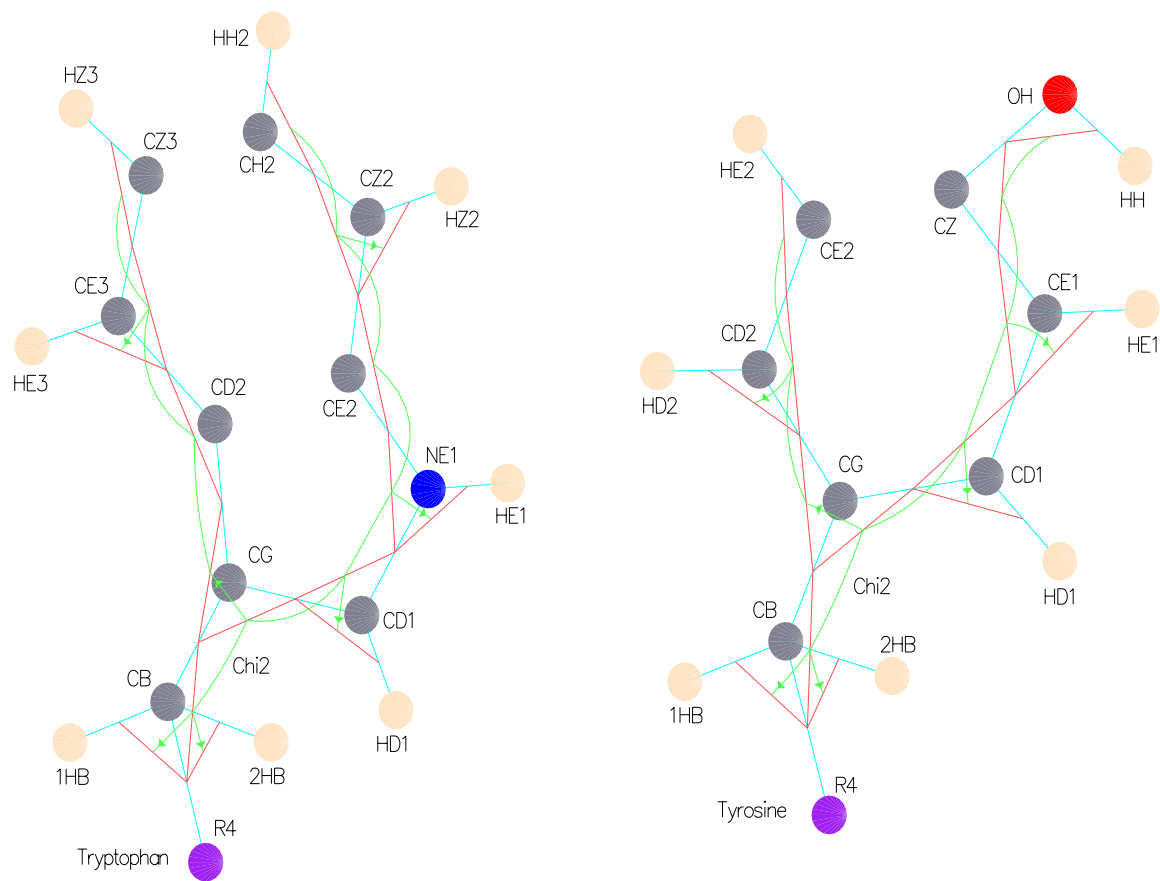 HH2
HZ3
CZ3
CH2
CZ2
HZ2
CE3
HE3
CD2
CE2
NE1
HE1
CG
CD1
Chi2
CB
1HB
2HB
HD1
R4
Tryptophan
OH
HE2
CE2
CZ
HH
CE1
HE1
CD2
HD2
CG
CD1
Chi2
HD1
CB
2HB
1HB
R4
Tyrosine